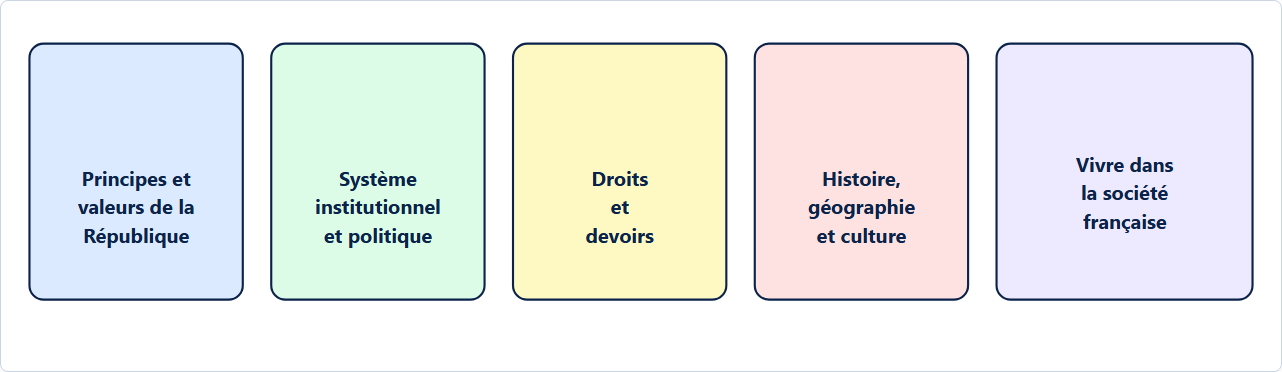 Principes et
valeurs de la
République
Système
institutionnel
et politique
Droits
et
devoirs
Histoire,
géographie
et culture
Vivre dans
la société
française